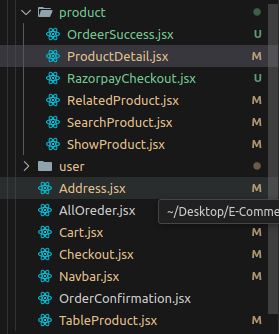 product
OrdeerSuccess.jsx U
ProductDetail.jsx M
RazorpayCheckout.jsx U
RelatedProduct.jsx M
SearchProduct.jsx M
ShowProduct.jsx M
user
Address.jsx M
AllOreder.jsx
~/Desktop/E-Comme
Cart.jsx M
Checkout.jsx M
Navbar.jsx M
OrderConfirmation.jsx
TableProduct.jsx M